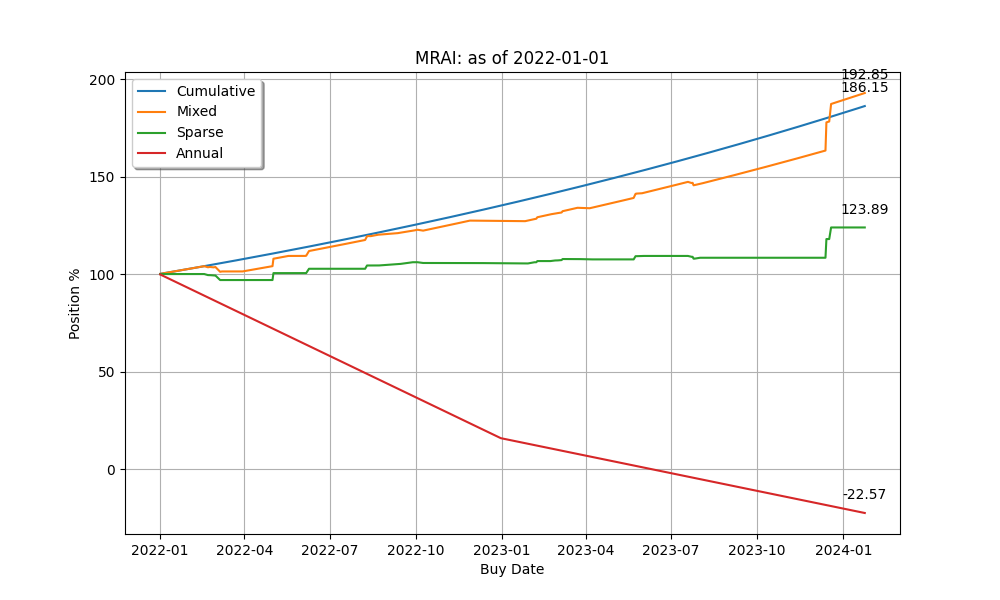 MRAI: as of 2022-01-01
192.85
186.15
123.89
-22.57
Cumulative
Mixed
Sparse
Annual
Position %
200
150
100
50
0
2022-01 2022-04 2022-07 2022-10 2023-01 2023-04 2023-07 2023-10 2024-01
Buy Date